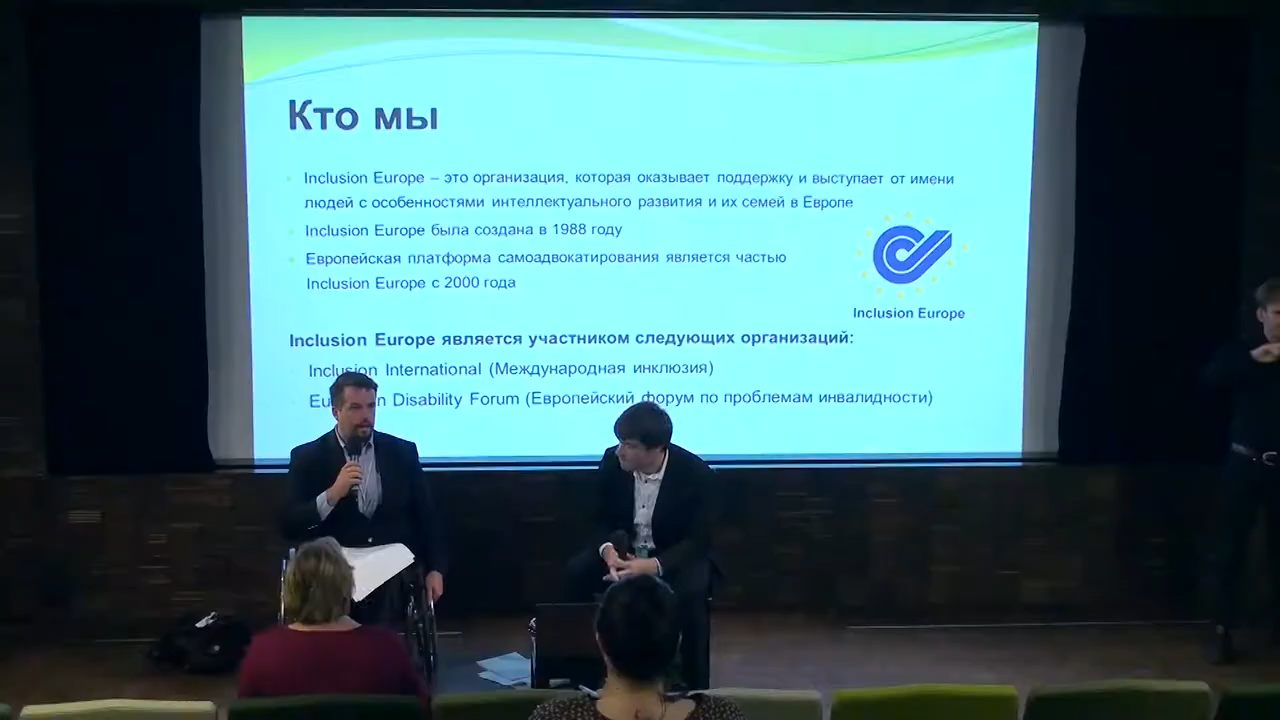 Кто мы
Inclusion Europe – это организация, которая оказывает поддержку и выступает от имени
людей с особенностями интеллектуального развития и их семей в Европе
Inclusion Europe была создана в 1988 году
Европейская платформа самоадвокатирования является частью
Inclusion Europe с 2000 года
Inclusion Europe
Inclusion Europe является участником следующих организаций:
Inclusion International (Международная инклюзия)
Disability Forum (Европейский форум по проблемам инвалидности)